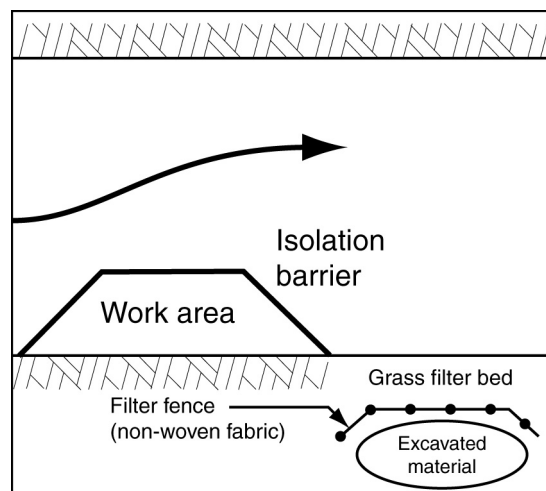 Isolation
barrier
Work area
Grass filter bed
Filter fence
(non-woven fabric)
Excavated
material